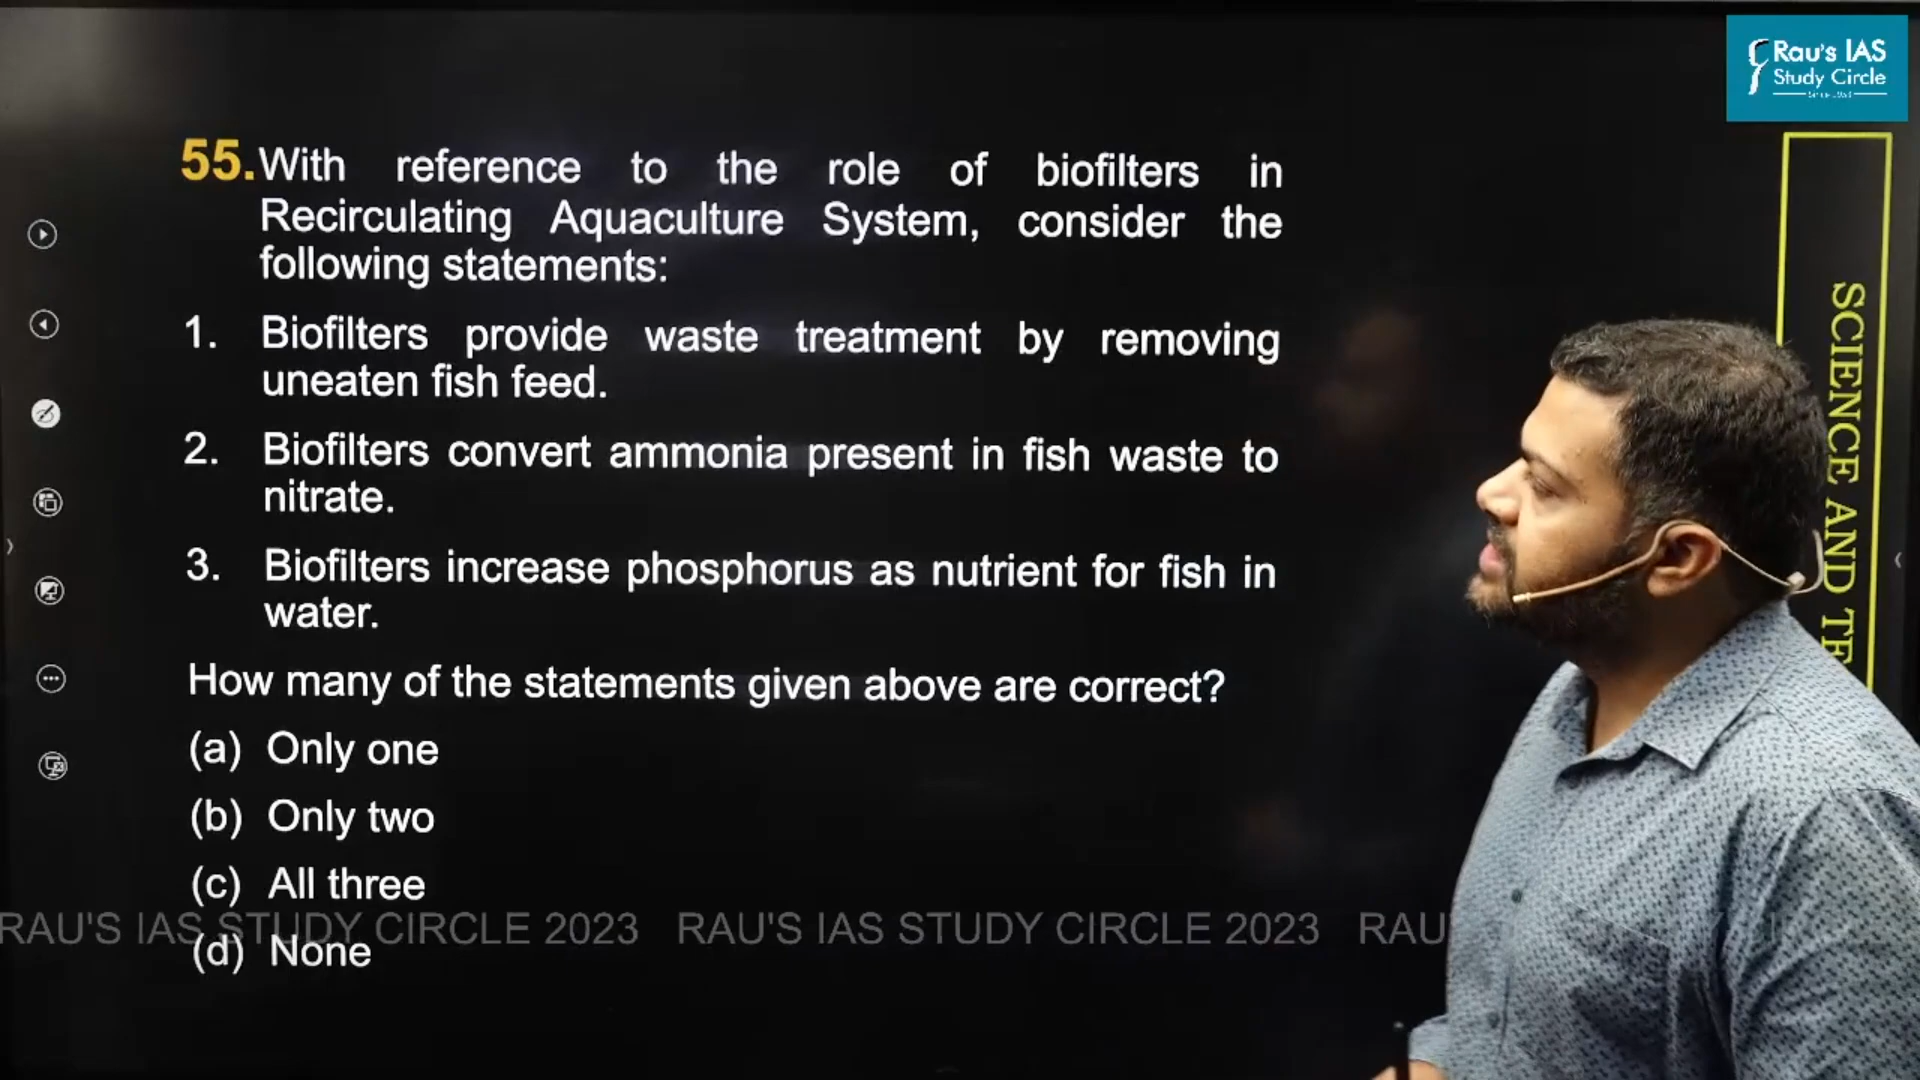 Rau's IAS
Study Circle
55. With reference to the role of biofilters in
Recirculating Aquaculture System, consider the
following statements:
1. Biofilters provide waste treatment by removing
uneaten fish feed.
2. Biofilters convert ammonia present in fish waste to
nitrate.
3. Biofilters increase phosphorus as nutrient for fish in
water.
How many of the statements given above are correct?
(a) Only one
(b) Only two
(c) All three
(d) None
RAU'S IAS STUDY CIRCLE 2023 RAU'S IAS STUDY CIRCLE 2023 RAU
SCIENCE AND TE